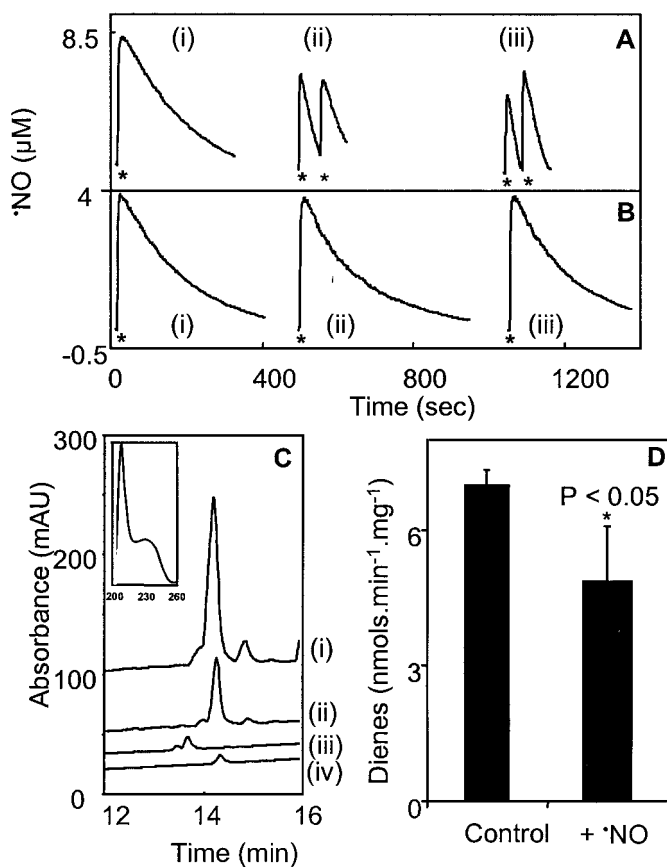 8.5
(i)
(ii)
(iii)
A
*
* *
* *
•NO (μM)
4
B
(i)
(ii)
(iii)
*
*
*
-0.5
0
400
800
1200
Time (sec)
300
C
200
100
0
Absorbance (mAU)
200 230 260
(i)
(ii)
(iii)
(iv)
12
14
16
Time (min)
D
P < 0.05
*
6
3
0
Dienes (nmols.min⁻¹.mg⁻¹)
Control
+ •NO